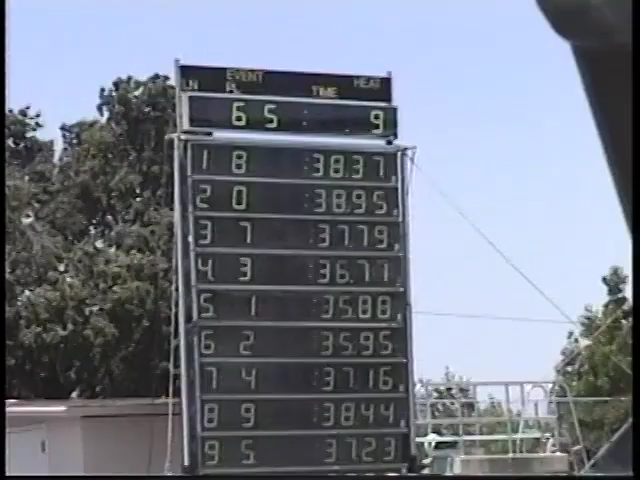 EVENT HEAT
LN PL TIME
65 : 9
1 8 :38.37
2 0 :38.95
3 7 :37.79
4 3 :36.77
5 1 :35.88
6 2 :35.95
7 4 :37.16
8 9 :38.44
9 5 :37.23